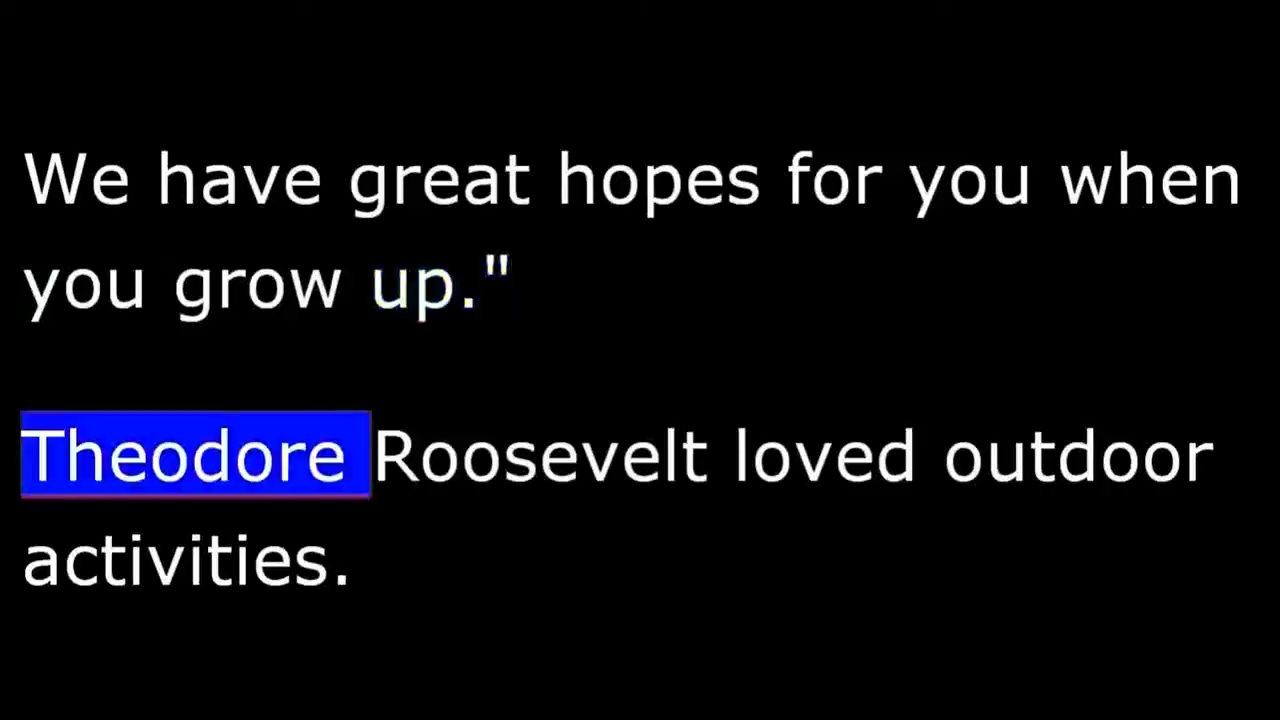 We have great hopes for you when
you grow up."
Theodore Roosevelt loved outdoor
activities.